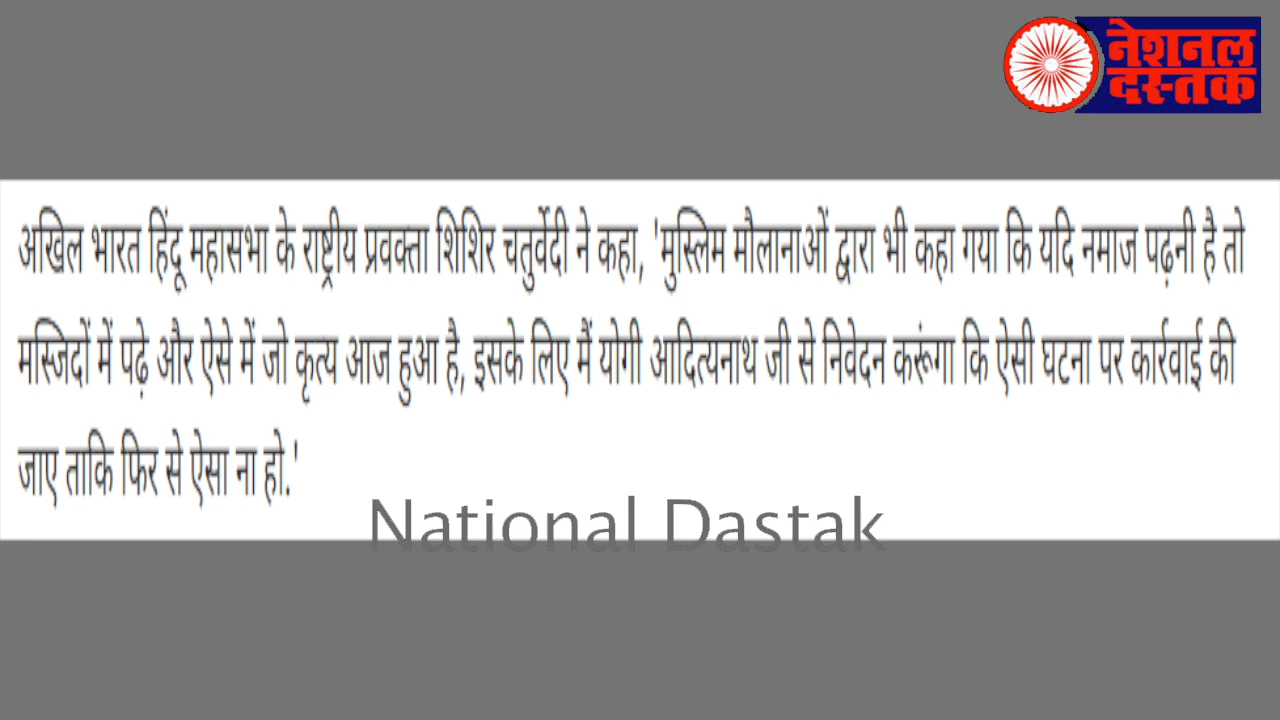 नेशनल
दस्तक
अखिल भारत हिंदू महासभा के राष्ट्रीय प्रवक्ता शिशिर चतुर्वेदी ने कहा, 'मुस्लिम मौलानाओं द्वारा भी कहा गया कि यदि नमाज पढ़नी है तो
मस्जिदों में पढ़े और ऐसे में जो कृत्य आज हुआ है, इसके लिए मैं योगी आदित्यनाथ जी से निवेदन करूंगा कि ऐसी घटना पर कार्रवाई की
जाए ताकि फिर से ऐसा ना हो.'
National Dastak